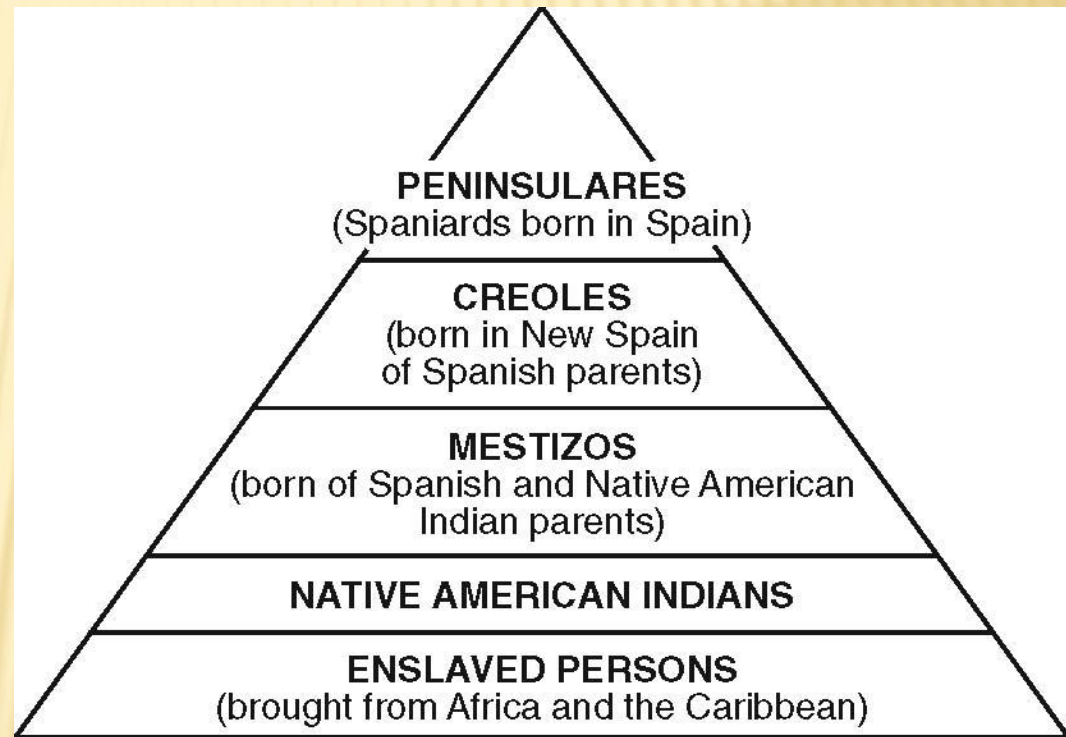 PENINSULARES
(Spaniards born in Spain)
CREOLES
(born in New Spain
of Spanish parents)
MESTIZOS
(born of Spanish and Native American
Indian parents)
NATIVE AMERICAN INDIANS
ENSLAVED PERSONS
(brought from Africa and the Caribbean)